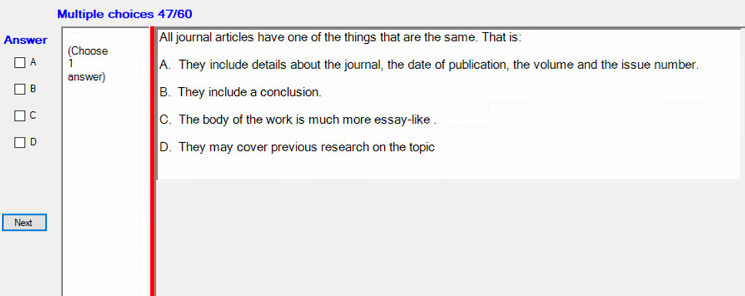 Multiple choices 47/60
Answer
A
B
C
D
Next
(Choose
1
answer)
All journal articles have one of the things that are the same. That is:
A. They include details about the journal, the date of publication, the volume and the issue number.
B. They include a conclusion.
C. The body of the work is much more essay-like .
D. They may cover previous research on the topic